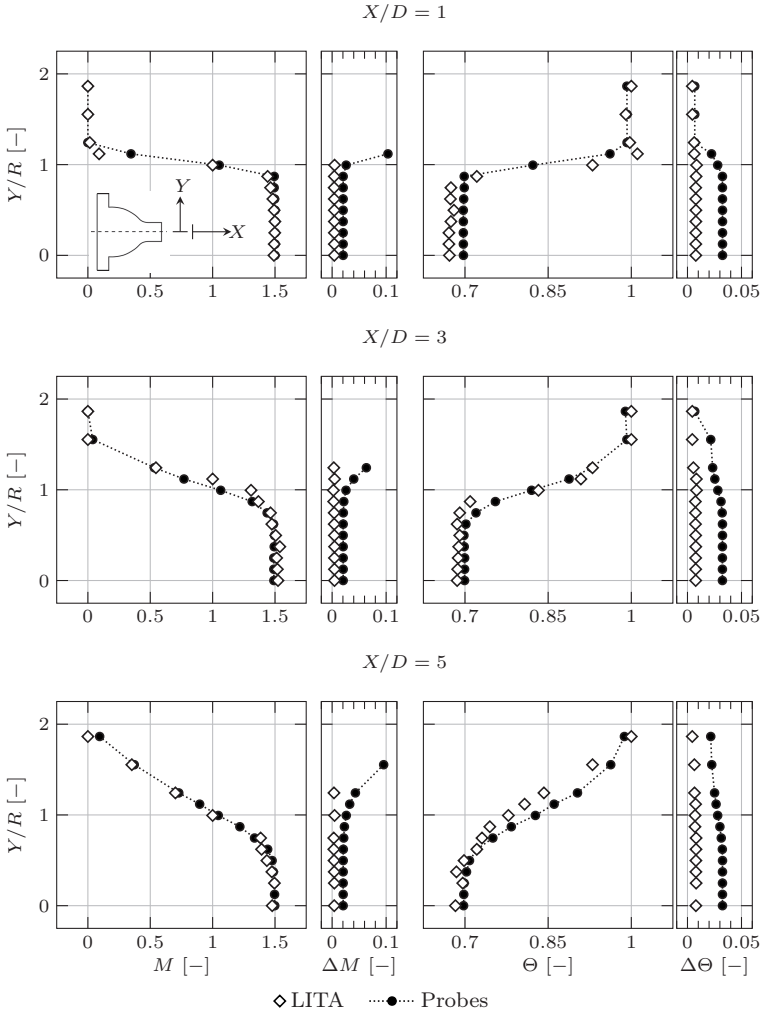 X/D = 1
Y/R [−]
2
1
0
Y
X
0 0.5 1 1.5
0 0.1
0.7 0.85 1
0 0.05
X/D = 3
Y/R [−]
2
1
0
0 0.5 1 1.5
0 0.1
0.7 0.85 1
0 0.05
X/D = 5
Y/R [−]
2
1
0
0 0.5 1 1.5
0 0.1
0.7 0.85 1
0 0.05
M [−] ΔM [−] Θ [−] ΔΘ [−]
LITA Probes